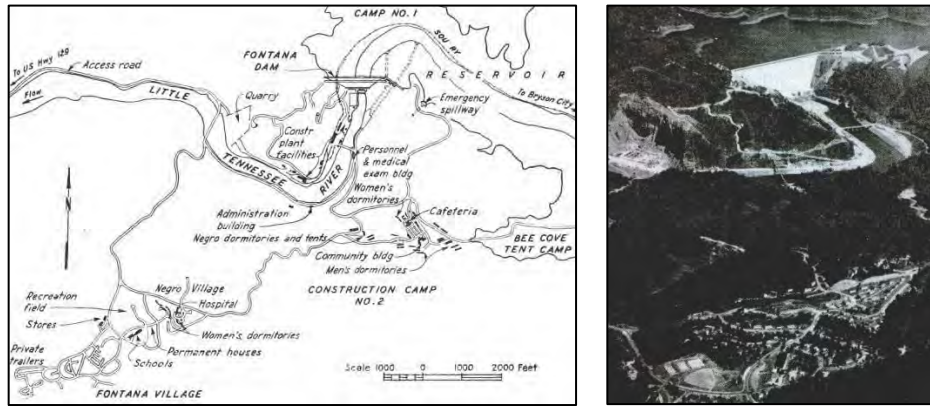 CAMP NO. 1
FONTANA
DAM
SOU RY
RESERVOIR
To US Hwy 129
Access road
Flow
LITTLE
TENNESSEE
RIVER
Quarry
To Bryson City
Emergency
spillway
Constr
plant
facilities
Personnel
& medical
exam bldg
Women's
dormitories
Administration
building
Cafeteria
Negro dormitories and tents
BEE COVE
TENT CAMP
Community bldg
Men's dormitories
CONSTRUCTION CAMP
NO. 2
N
Negro Village
Hospital
Recreation
field
Stores
Women's dormitories
Permanent houses
Schools
Private
trailers
FONTANA VILLAGE
Scale 1000 0 1000 2000 Feet